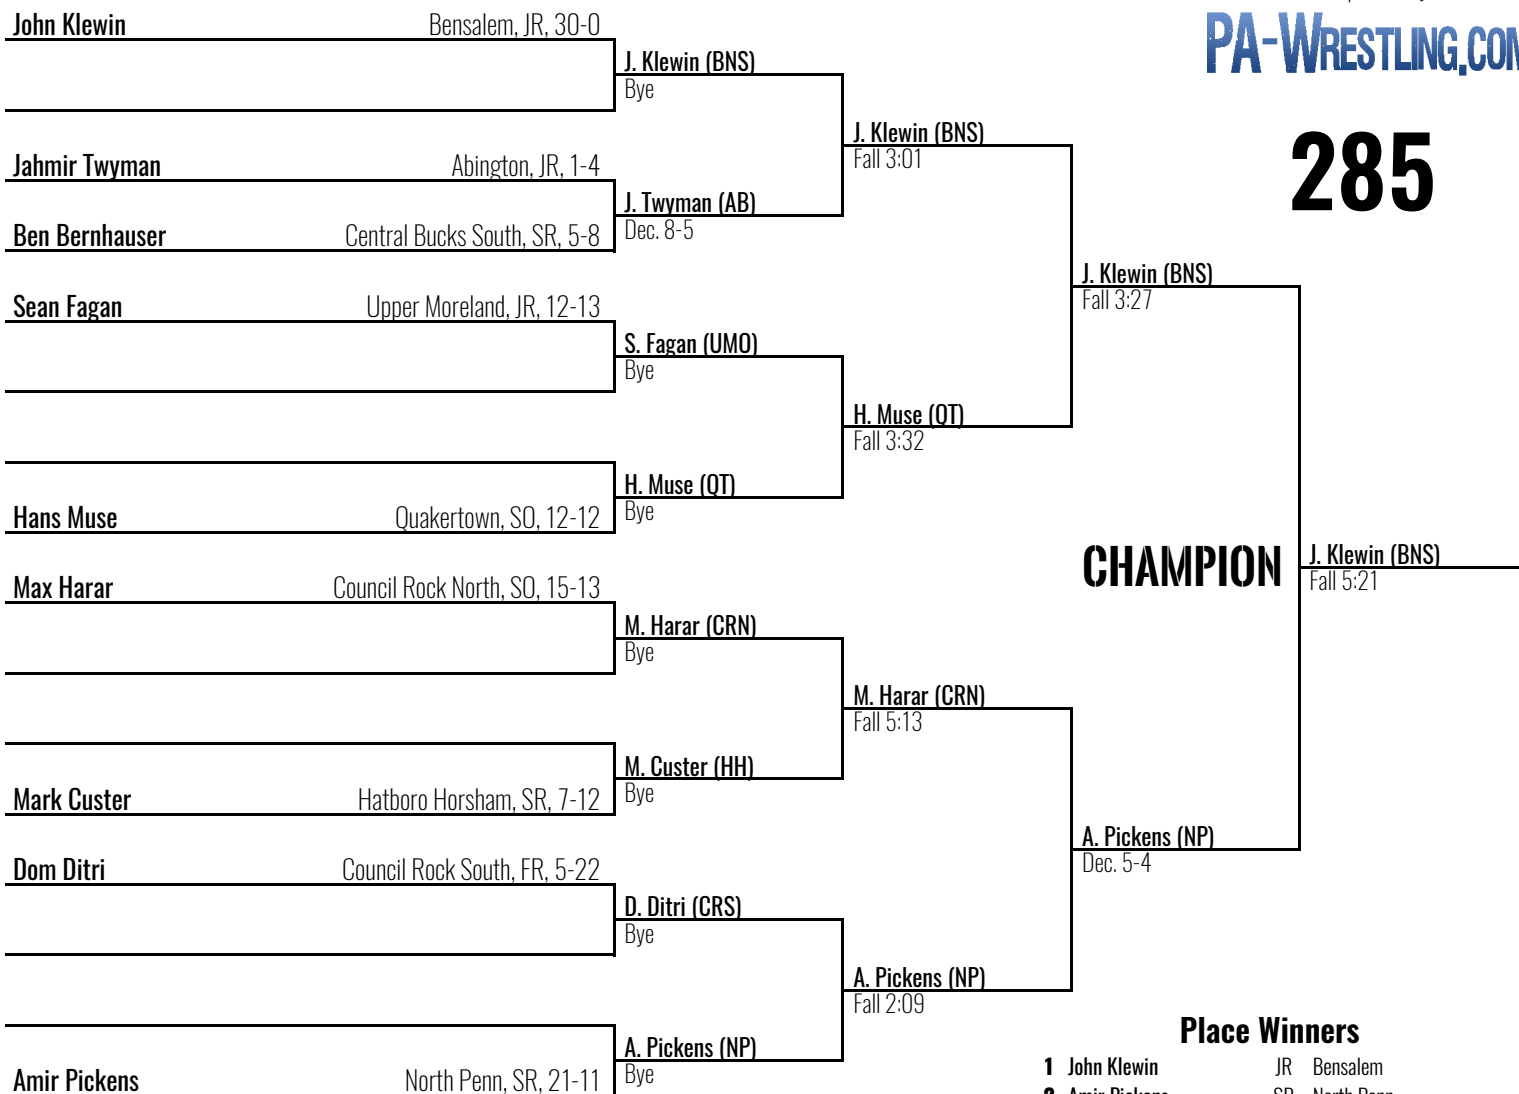 PA-WRESTLING.COM
285
John Klewin Bensalem, JR, 30-0
J. Klewin (BNS)
Bye
Jahmir Twyman Abington, JR, 1-4
Ben Bernhauser Central Bucks South, SR, 5-8
J. Twyman (AB)
Dec. 8-5
J. Klewin (BNS)
Fall 3:01
Sean Fagan Upper Moreland, JR, 12-13
S. Fagan (UMO)
Bye
Hans Muse Quakertown, SO, 12-12
H. Muse (QT)
Bye
H. Muse (QT)
Fall 3:32
J. Klewin (BNS)
Fall 3:27
Max Harar Council Rock North, SO, 15-13
M. Harar (CRN)
Bye
Mark Custer Hatboro Horsham, SR, 7-12
M. Custer (HH)
Bye
M. Harar (CRN)
Fall 5:13
Dom Ditri Council Rock South, FR, 5-22
D. Ditri (CRS)
Bye
Amir Pickens North Penn, SR, 21-11
A. Pickens (NP)
Bye
A. Pickens (NP)
Fall 2:09
A. Pickens (NP)
Dec. 5-4
CHAMPION
J. Klewin (BNS)
Fall 5:21
Place Winners
1 John Klewin JR Bensalem
2 Amir Pickens SR North Penn